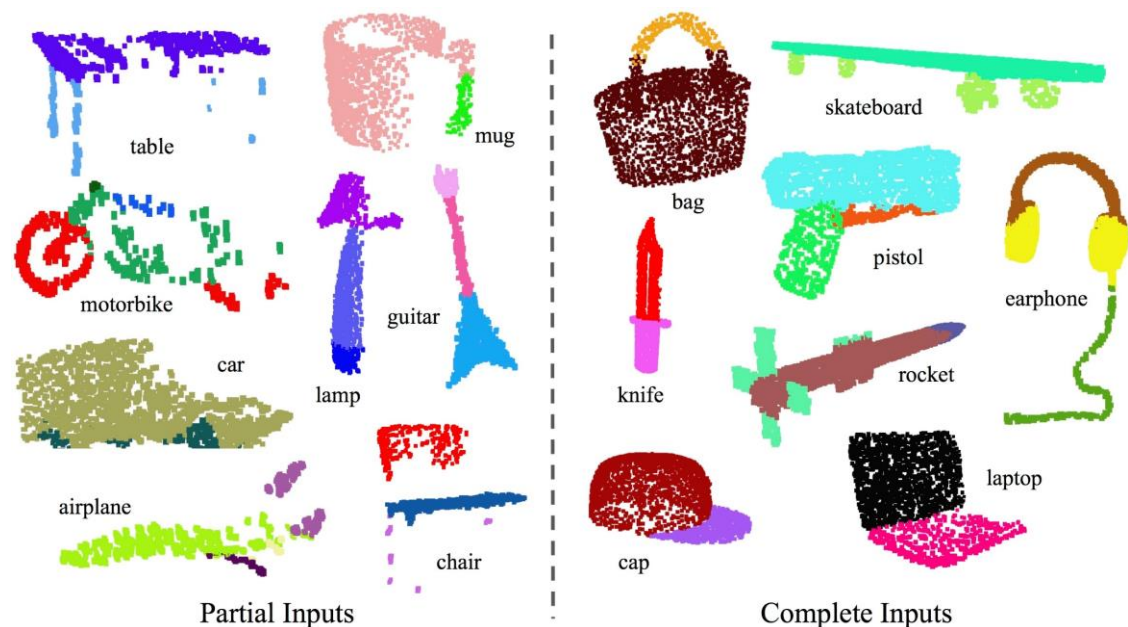 table
mug
motorbike
guitar
car
lamp
airplane
chair
Partial Inputs
skateboard
bag
pistol
earphone
knife
rocket
laptop
cap
Complete Inputs